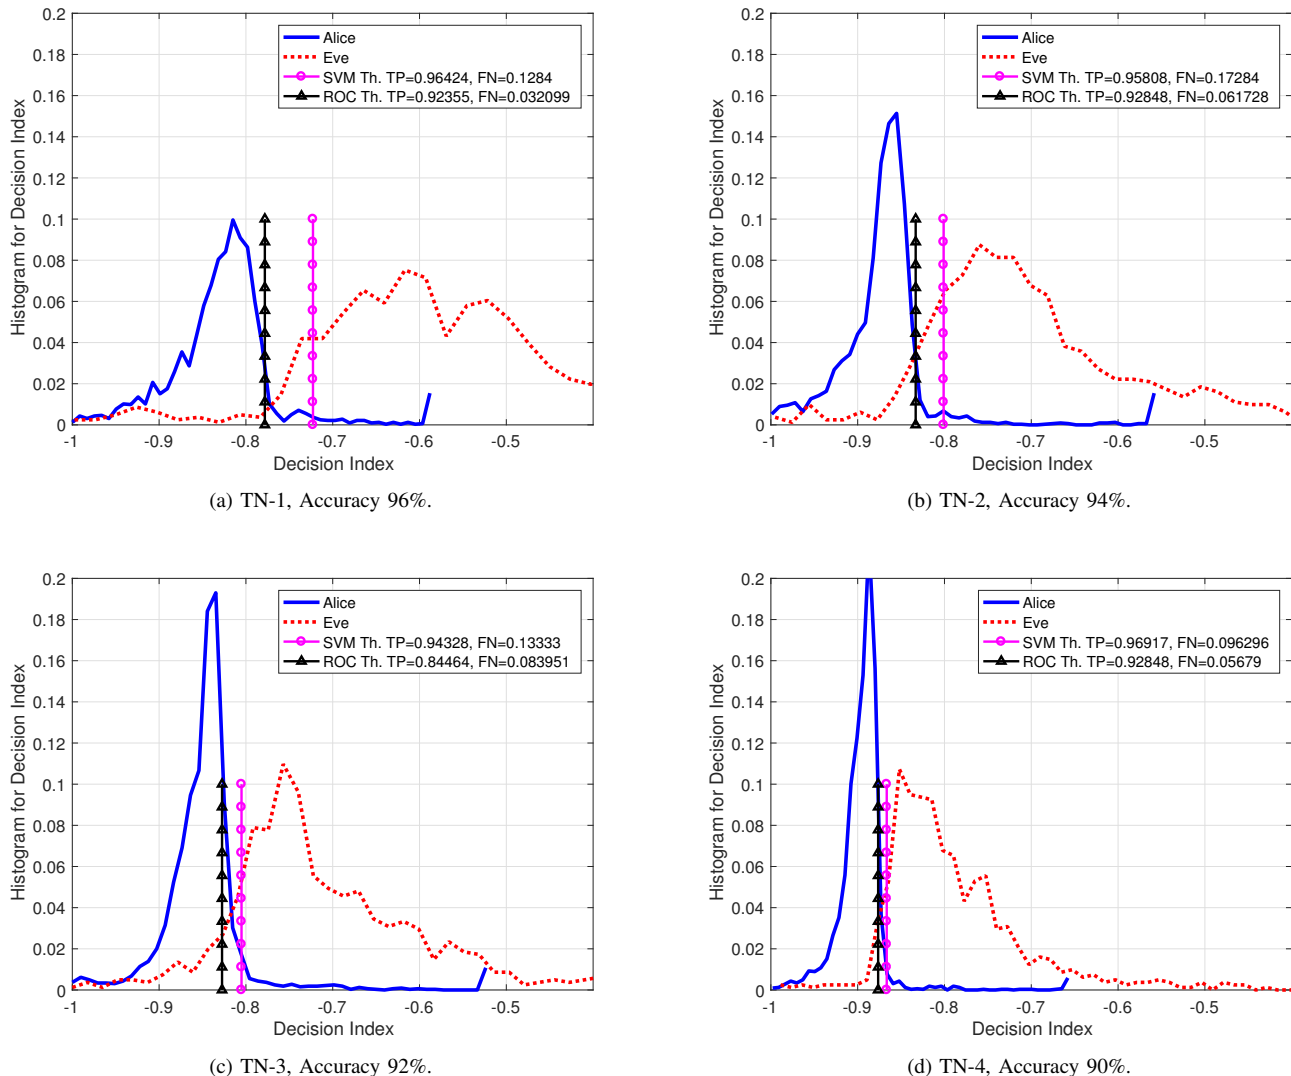 0.2
0.18
0.16
0.14
0.12
0.1
0.08
0.06
0.04
0.02
0
Histogram for Decision Index
Alice
Eve
SVM Th. TP=0.96424, FN=0.1284
ROC Th. TP=0.92355, FN=0.032099
-1 -0.9 -0.8 -0.7 -0.6 -0.5
Decision Index
(a) TN-1, Accuracy 96%.
0.2
0.18
0.16
0.14
0.12
0.1
0.08
0.06
0.04
0.02
0
Histogram for Decision Index
Alice
Eve
SVM Th. TP=0.95808, FN=0.17284
ROC Th. TP=0.92848, FN=0.061728
-1 -0.9 -0.8 -0.7 -0.6 -0.5
Decision Index
(b) TN-2, Accuracy 94%.
0.2
0.18
0.16
0.14
0.12
0.1
0.08
0.06
0.04
0.02
0
Histogram for Decision Index
Alice
Eve
SVM Th. TP=0.94328, FN=0.13333
ROC Th. TP=0.84464, FN=0.083951
-1 -0.9 -0.8 -0.7 -0.6 -0.5
Decision Index
(c) TN-3, Accuracy 92%.
0.2
0.18
0.16
0.14
0.12
0.1
0.08
0.06
0.04
0.02
0
Histogram for Decision Index
Alice
Eve
SVM Th. TP=0.96917, FN=0.096296
ROC Th. TP=0.92848, FN=0.05679
-1 -0.9 -0.8 -0.7 -0.6 -0.5
Decision Index
(d) TN-4, Accuracy 90%.